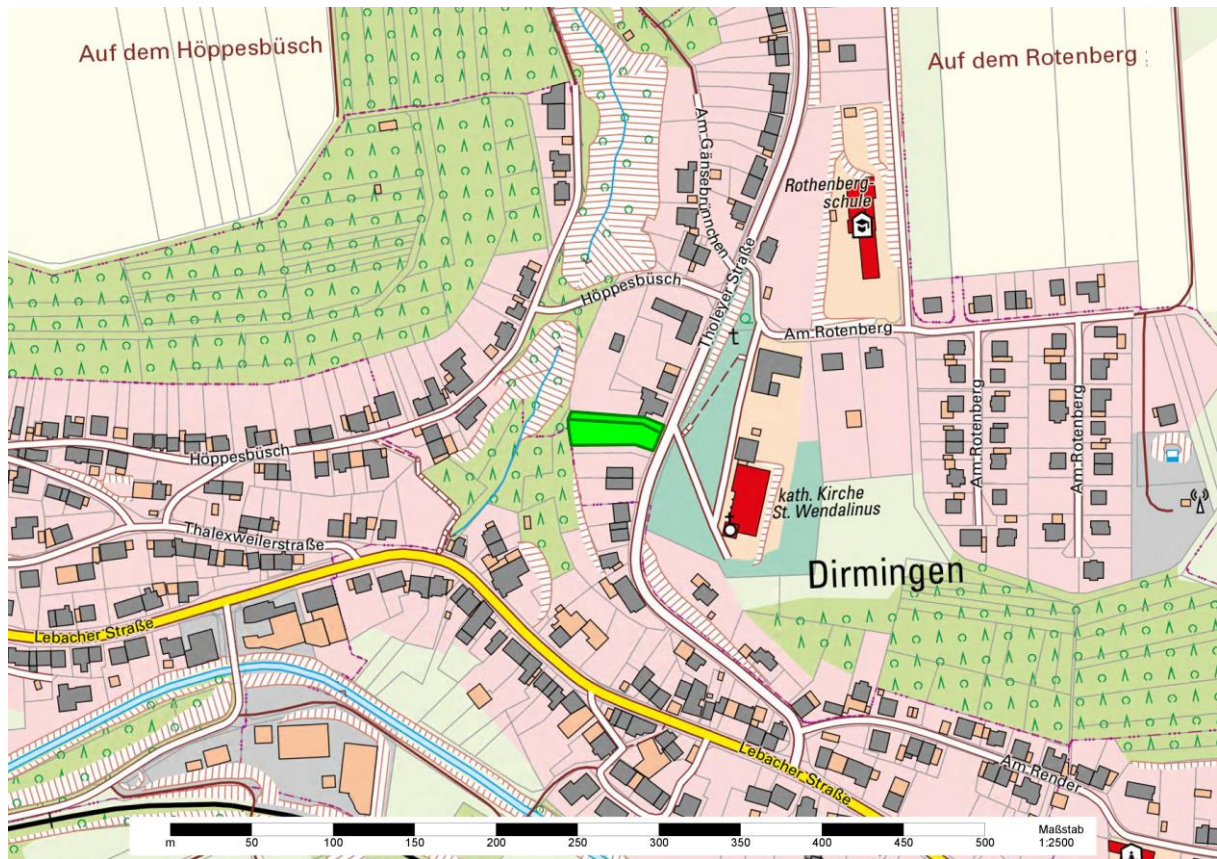 Auf dem Höppesbüsch
Auf dem Rotenberg
Am Gänsebrünnchen
Rothenberg-
schule
Tholeyer Straße
Höppesbüsch
Am Rotenberg
Am Rotenberg
Am Rotenberg
Höppesbüsch
kath. Kirche
St. Wendalinus
Thalexweilerstraße
Dirmingen
Lebacher Straße
Lebacher Straße
Am Render
m 50 100 150 200 250 300 350 400 450 500
Maßstab
1:2500